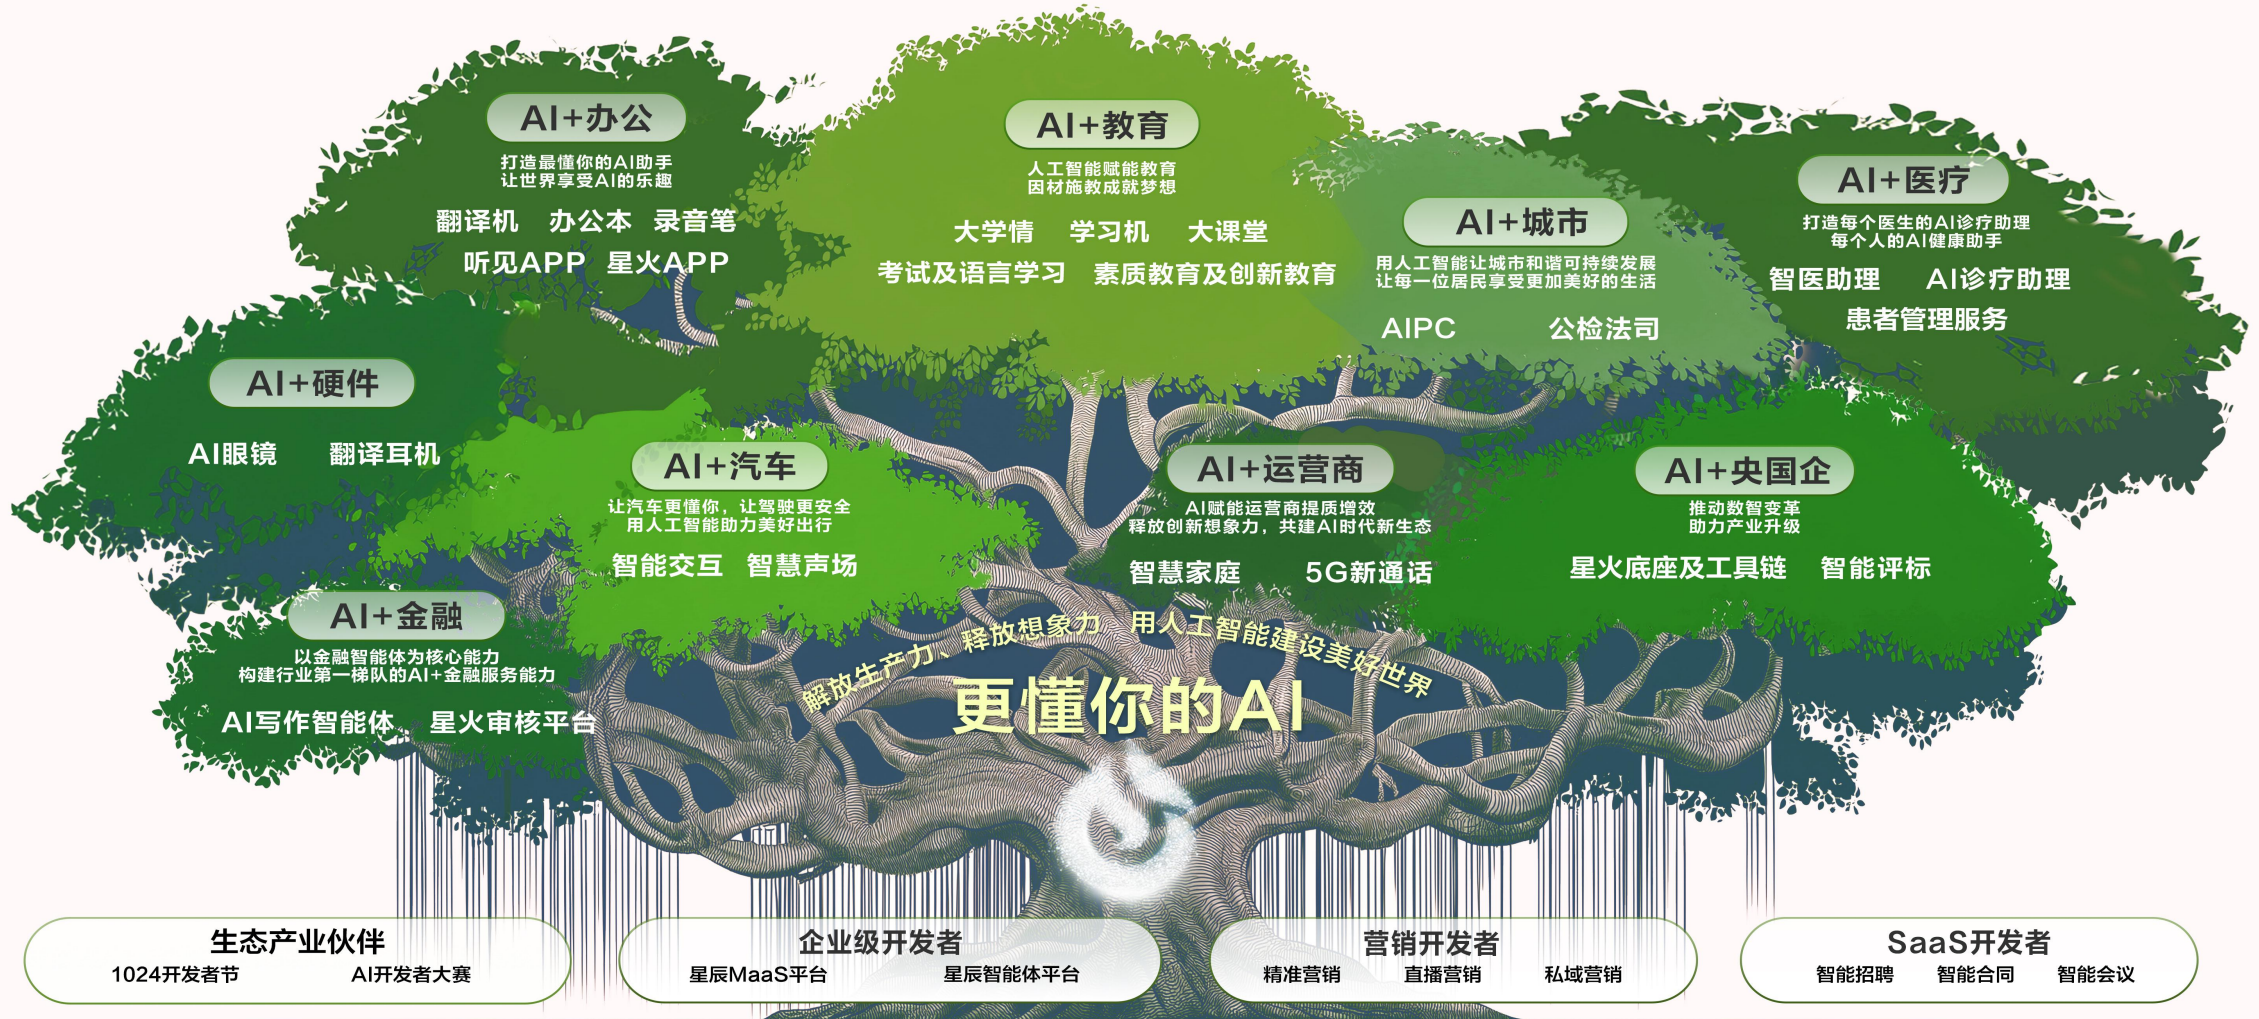 AI+办公
打造最懂你的AI助手
让世界享受AI的乐趣
翻译机 办公本 录音笔
听见APP 星火APP
AI+教育
人工智能赋能教育
因材施教成就梦想
大学情 学习机 大课堂
考试及语言学习 素质教育及创新教育
AI+城市
用人工智能让城市和谐可持续发展
让每一位居民享受更加美好的生活
AIPC 公检法司
AI+医疗
打造每个医生的AI诊疗助理
每个人的AI健康助手
智医助理 AI诊疗助理
患者管理服务
AI+硬件
AI眼镜 翻译耳机
AI+汽车
让汽车更懂你，让驾驶更安全
用人工智能助力美好出行
智能交互 智慧声场
AI+运营商
AI赋能运营商提质增效
释放创新想象力，共建AI时代新生态
智慧家庭 5G新通话
AI+央国企
推动数智变革
助力产业升级
星火底座及工具链 智能评标
AI+金融
以金融智能体为核心能力
构建行业第一梯队的AI+金融服务能力
AI写作智能体 星火审核平台
解放生产力、释放想象力 用人工智能建设美好世界
更懂你的AI
生态产业伙伴
1024开发者节 AI开发者大赛
企业级开发者
星辰MaaS平台 星辰智能体平台
营销开发者
精准营销 直播营销 私域营销
SaaS开发者
智能招聘 智能合同 智能会议